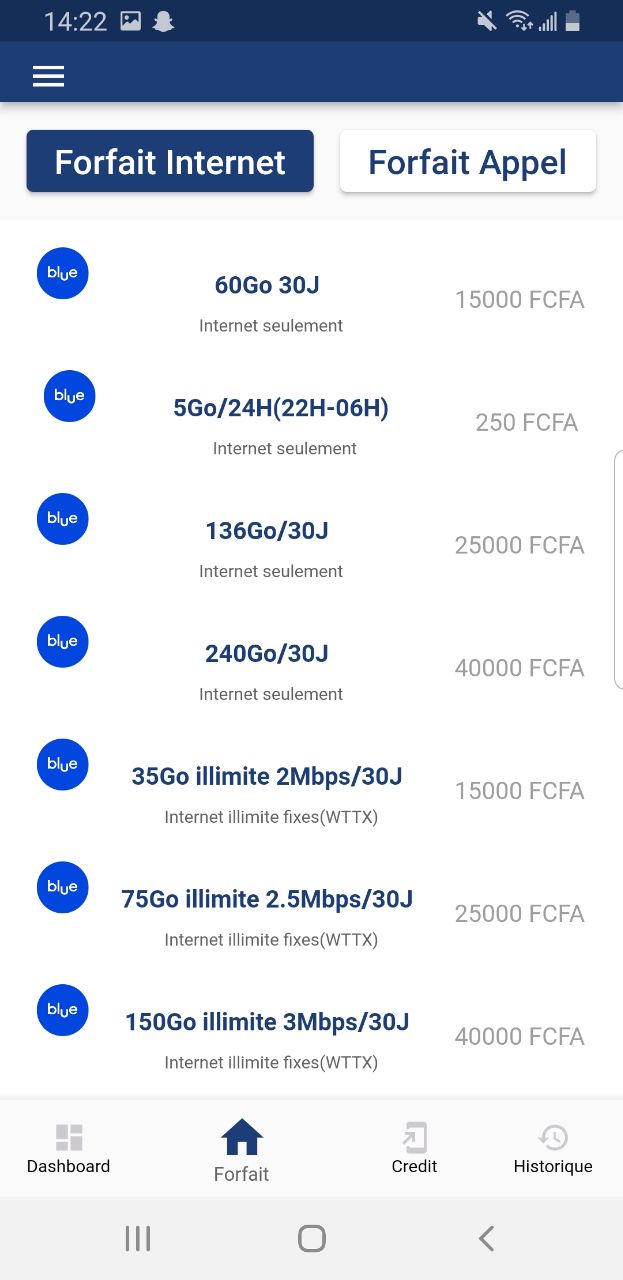 14:22
Forfait Internet
Forfait Appel
blue
60Go 30J
15000 FCFA
Internet seulement
blue
5Go/24H(22H-06H)
250 FCFA
Internet seulement
blue
136Go/30J
25000 FCFA
Internet seulement
blue
240Go/30J
40000 FCFA
Internet seulement
blue
35Go illimite 2Mbps/30J
15000 FCFA
Internet illimite fixes(WTTX)
blue
75Go illimite 2.5Mbps/30J
25000 FCFA
Internet illimite fixes(WTTX)
blue
150Go illimite 3Mbps/30J
40000 FCFA
Internet illimite fixes(WTTX)
Dashboard
Forfait
Credit
Historique